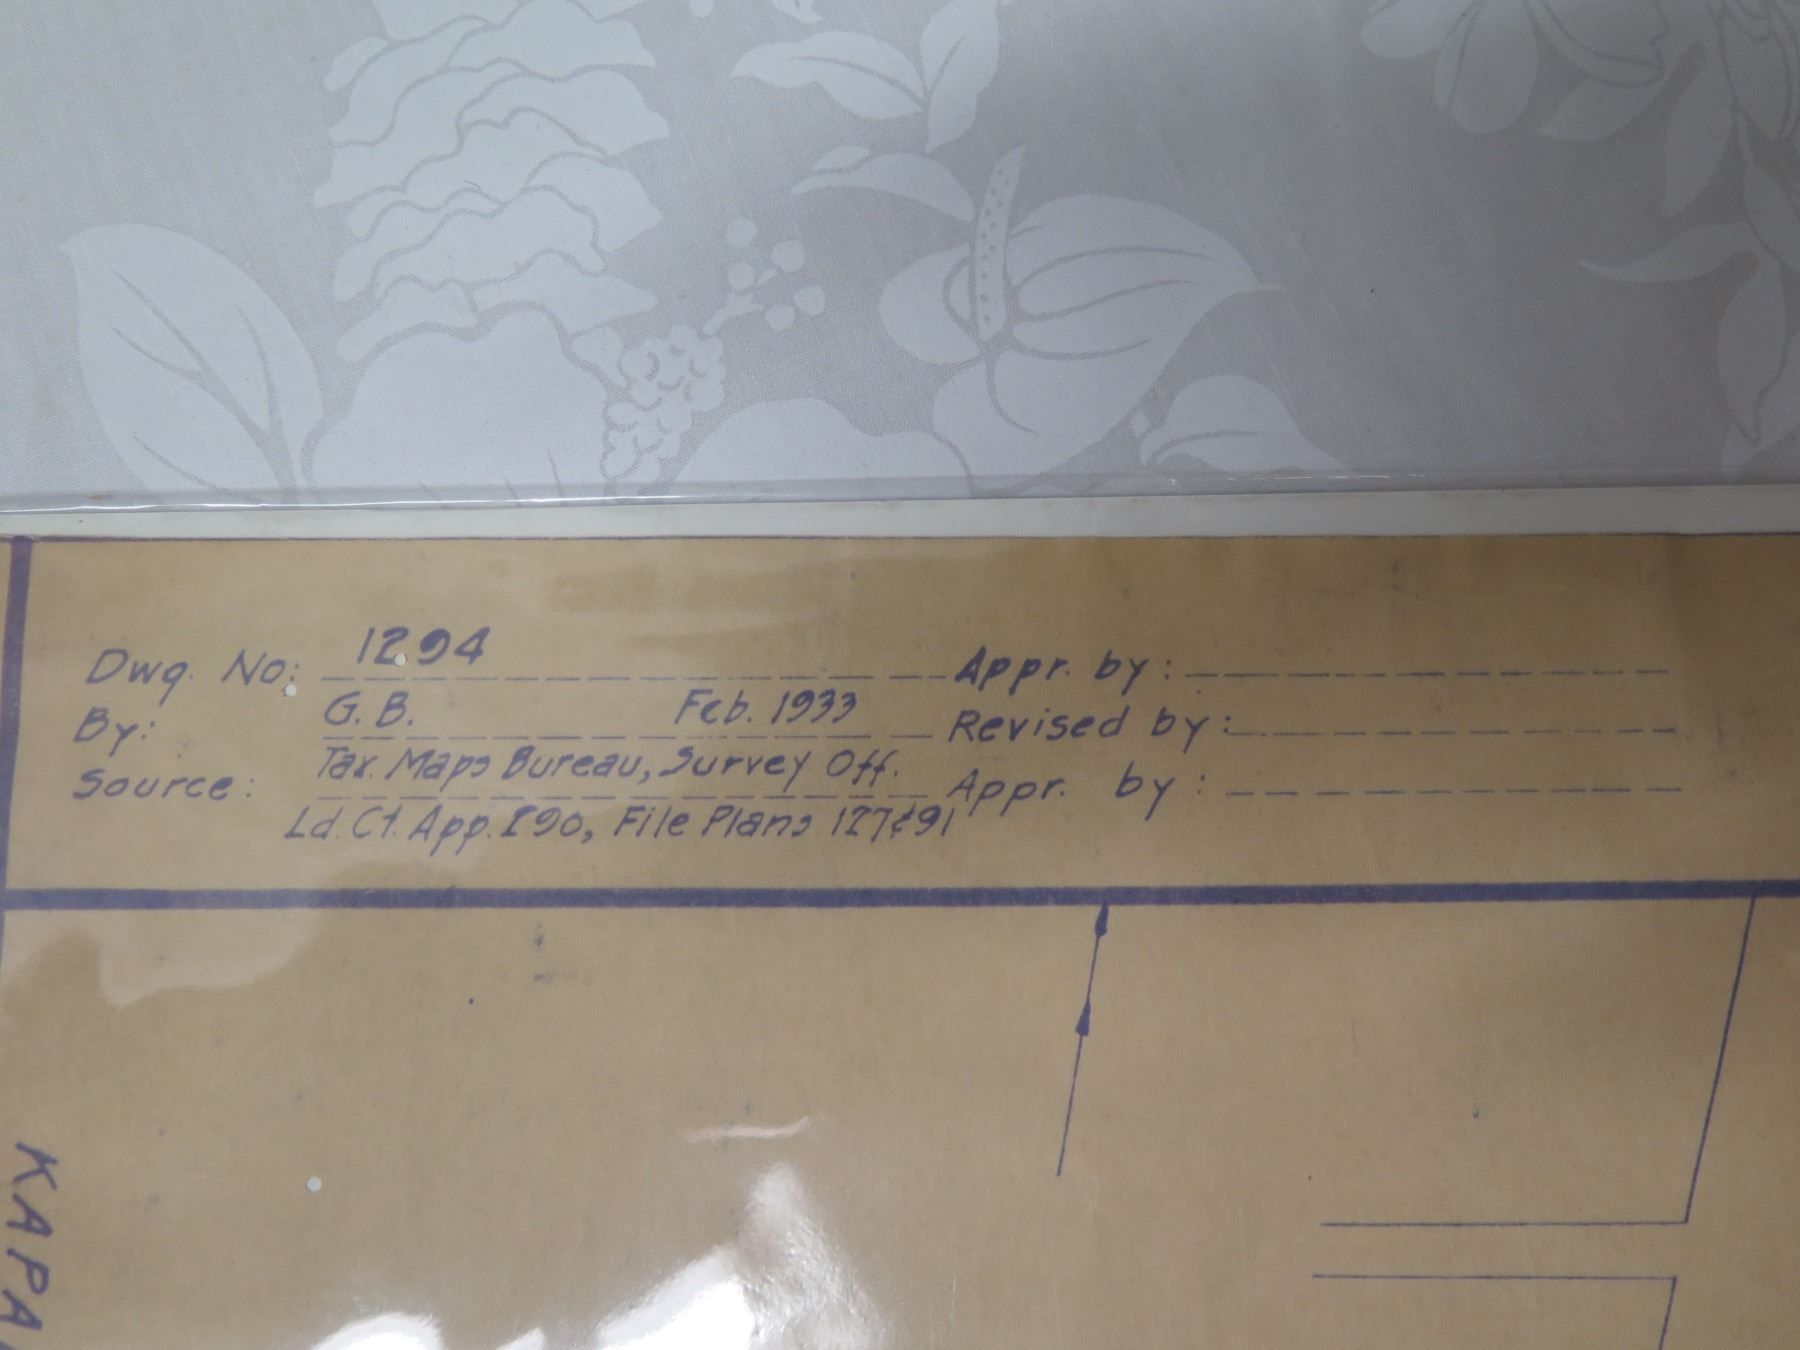 Dwg. No: 1294 Appr. by:
By: G.B. Feb. 1933 Revised by:
Source: Tax Maps Bureau, Survey Off. Appr. by:
Ld. Ct. App. 290, File Plans 127 & 91
KAPA